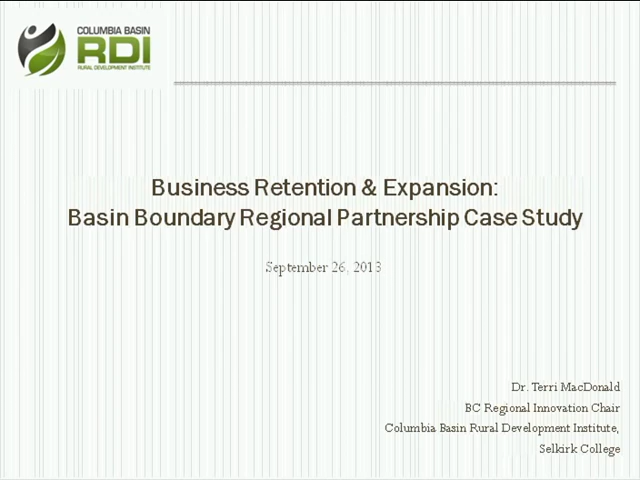 COLUMBIA BASIN
RDI
RURAL DEVELOPMENT INSTITUTE
Business Retention & Expansion:
Basin Boundary Regional Partnership Case Study
September 26, 2013
Dr. Terri MacDonald
BC Regional Innovation Chair
Columbia Basin Rural Development Institute,
Selkirk College